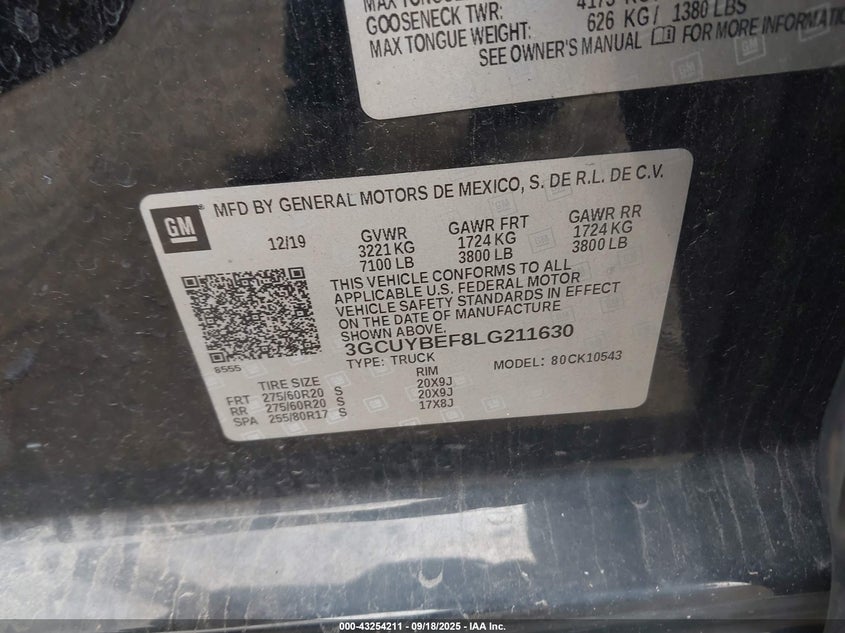 GOOSENECK TWR:
MAX TONGUE WEIGHT: 626 KG/ 1380 LBS
SEE OWNER'S MANUAL FOR MORE INFORMATION
GM MFD BY GENERAL MOTORS DE MEXICO, S. DE R.L. DE C.V.
12/19 GVWR GAWR FRT GAWR RR
3221 KG 1724 KG 1724 KG
7100 LB 3800 LB 3800 LB
THIS VEHICLE CONFORMS TO ALL
APPLICABLE U.S. FEDERAL MOTOR
VEHICLE SAFETY STANDARDS IN EFFECT
ON THE DATE OF MANUFACTURE
SHOWN ABOVE
3GCUYBEF8LG211630
8555 TYPE: TRUCK MODEL: 80CK10543
TIRE SIZE RIM
FRT 275/60R20 S 20X9J
RR 275/60R20 S 20X9J
SPA 255/80R17 S 17X8J
000-43254211 - 09/18/2025 - IAA Inc.